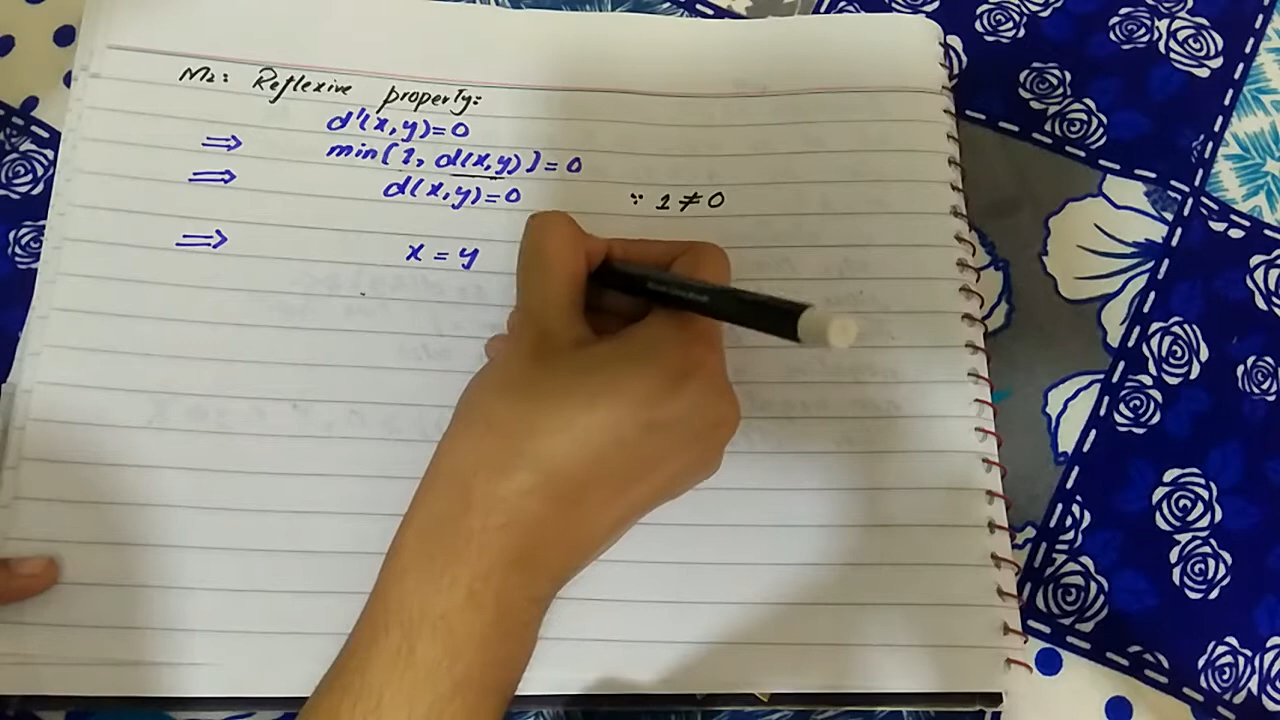 M2: Reflexive property:
d'(x,y)=0
⇒ min{1, d(x,y)}=0
⇒ d(x,y)=0 ∵ 1≠0
⇒ x = y